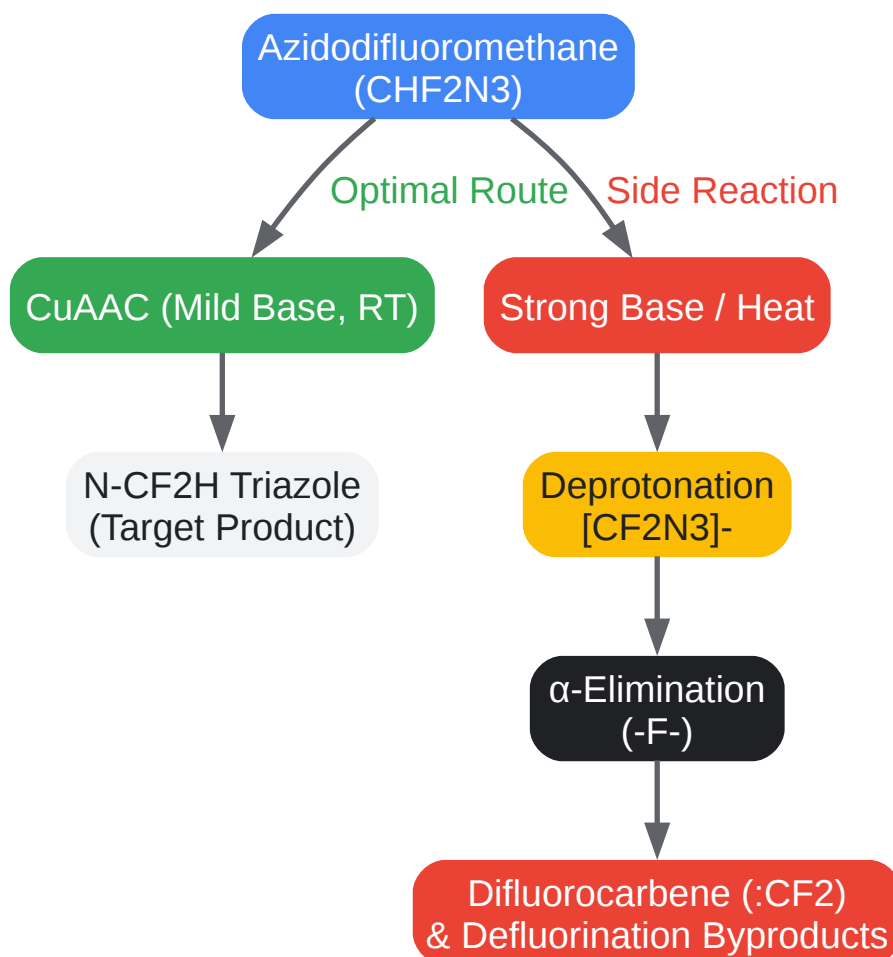 Azidodifluoromethane
(CHF2N3)
Optimal Route
Side Reaction
CuAAC (Mild Base, RT)
Strong Base / Heat
N-CF2H Triazole
(Target Product)
Deprotonation
[CF2N3]-
α-Elimination
(-F-)
Difluorocarbene (:CF2)
& Defluorination Byproducts